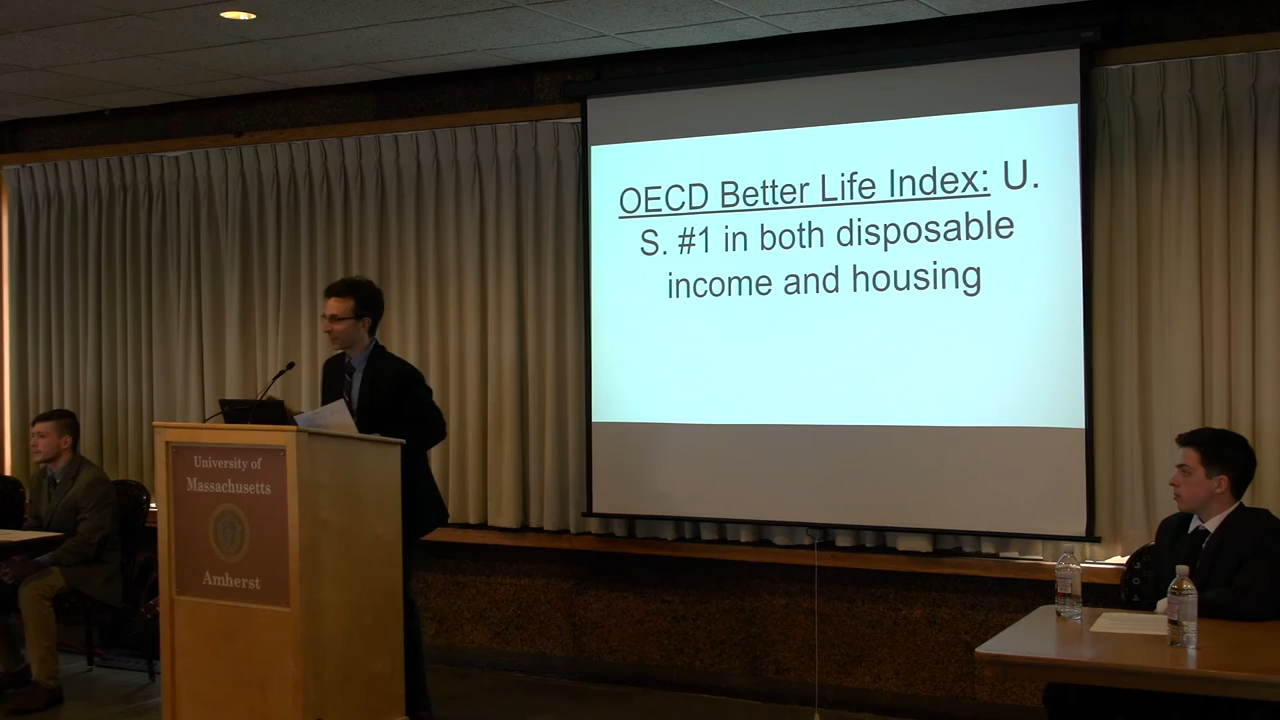 OECD Better Life Index: U.
S. #1 in both disposable
income and housing
University of
Massachusetts
Amherst